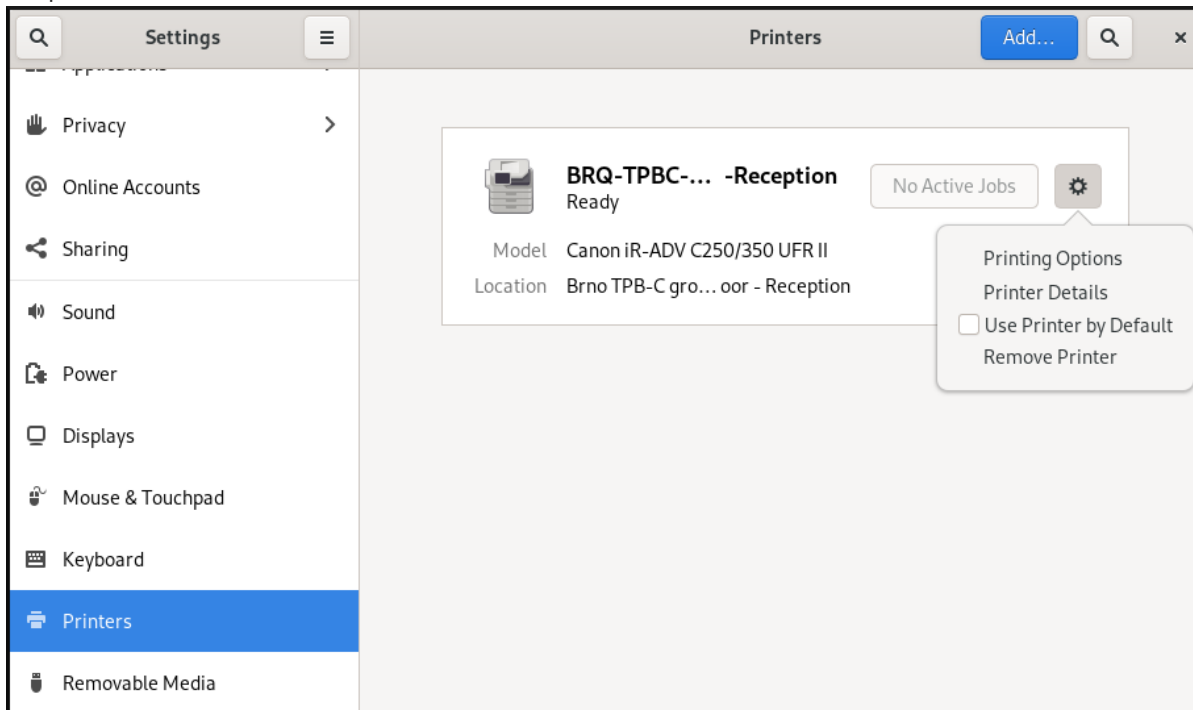 Settings
Printers
Add...
Privacy
Online Accounts
Sharing
Sound
Power
Displays
Mouse & Touchpad
Keyboard
Printers
Removable Media
BRQ-TPBC-... -Reception
Ready
No Active Jobs
Model Canon iR-ADV C250/350 UFR II
Location Brno TPB-C gro... oor - Reception
Printing Options
Printer Details
Use Printer by Default
Remove Printer